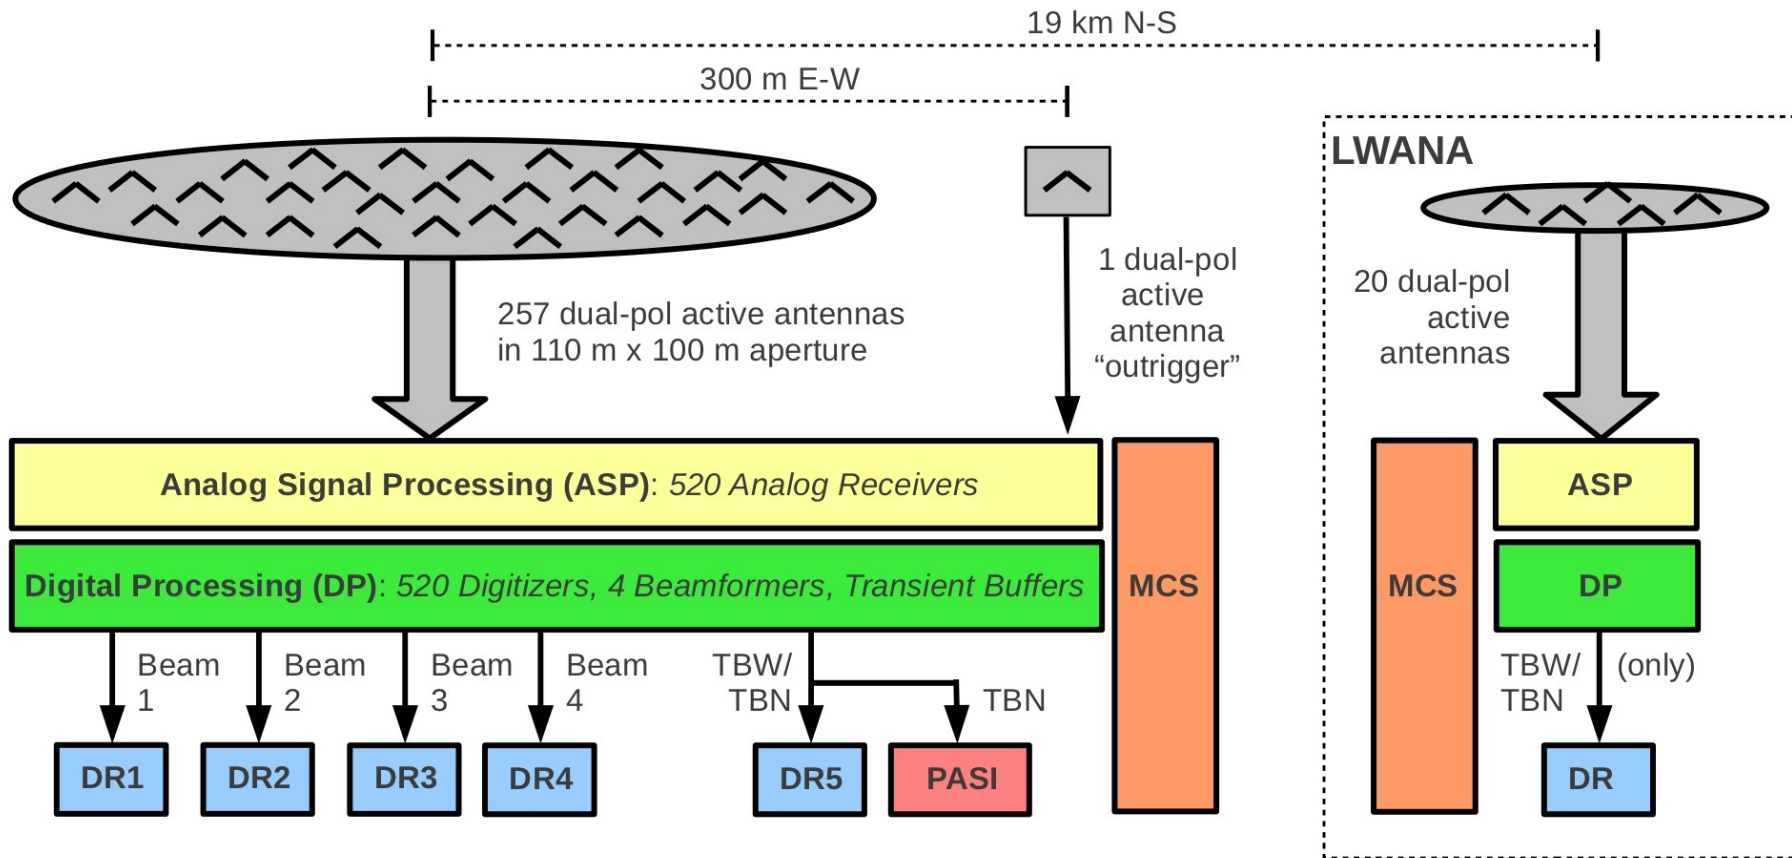 19 km N-S
300 m E-W
LWANA
257 dual-pol active antennas
in 110 m x 100 m aperture
1 dual-pol
active
antenna
“outrigger”
20 dual-pol
active
antennas
Analog Signal Processing (ASP): 520 Analog Receivers
Digital Processing (DP): 520 Digitizers, 4 Beamformers, Transient Buffers
MCS
MCS
ASP
DP
Beam
1
Beam
2
Beam
3
Beam
4
TBW/
TBN
TBN
TBW/
TBN
(only)
DR1
DR2
DR3
DR4
DR5
PASI
DR